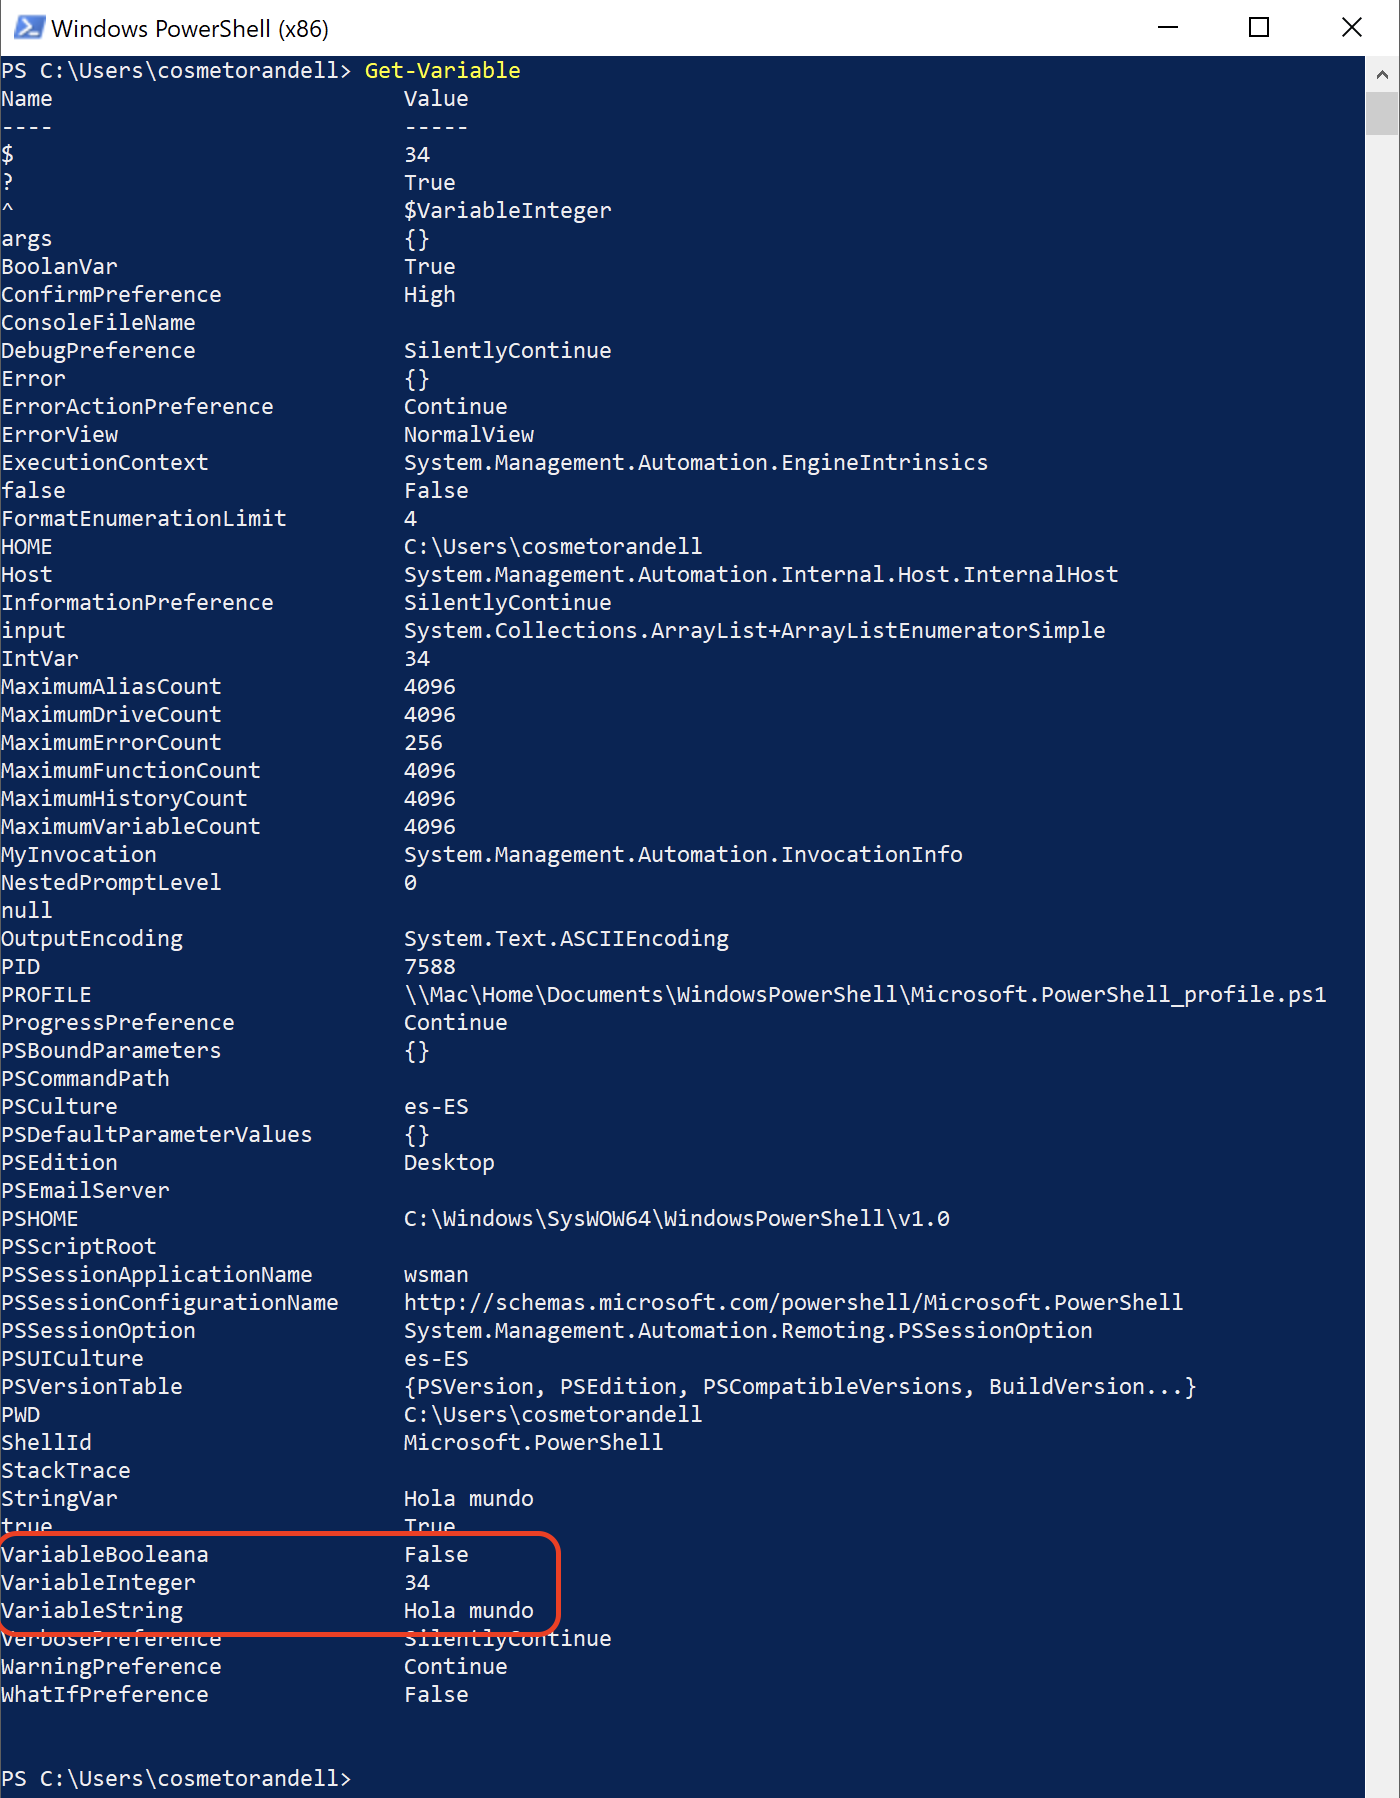 Windows PowerShell (x86)
PS C:\Users\cosmetorandell> Get-Variable
Name Value
---- -----
$ 34
? True
^ $VariableInteger
args {}
BoolanVar True
ConfirmPreference High
ConsoleFileName
DebugPreference SilentlyContinue
Error {}
ErrorActionPreference Continue
ErrorView NormalView
ExecutionContext System.Management.Automation.EngineIntrinsics
false False
FormatEnumerationLimit 4
HOME C:\Users\cosmetorandell
Host System.Management.Automation.Internal.Host.InternalHost
InformationPreference SilentlyContinue
input System.Collections.ArrayList+ArrayListEnumeratorSimple
IntVar 34
MaximumAliasCount 4096
MaximumDriveCount 4096
MaximumErrorCount 256
MaximumFunctionCount 4096
MaximumHistoryCount 4096
MaximumVariableCount 4096
MyInvocation System.Management.Automation.InvocationInfo
NestedPromptLevel 0
null
OutputEncoding System.Text.ASCIIEncoding
PID 7588
PROFILE \\Mac\Home\Documents\WindowsPowerShell\Microsoft.PowerShell_profile.ps1
ProgressPreference Continue
PSBoundParameters {}
PSCommandPath
PSCulture es-ES
PSDefaultParameterValues {}
PSEdition Desktop
PSEmailServer
PSHOME C:\Windows\SysWOW64\WindowsPowerShell\v1.0
PSScriptRoot
PSSessionApplicationName wsman
PSSessionConfigurationName http://schemas.microsoft.com/powershell/Microsoft.PowerShell
PSSessionOption System.Management.Automation.Remoting.PSSessionOption
PSUICulture es-ES
PSVersionTable {PSVersion, PSEdition, PSCompatibleVersions, BuildVersion...}
PWD C:\Users\cosmetorandell
ShellId Microsoft.PowerShell
StackTrace
StringVar Hola mundo
true True
VariableBooleana False
VariableInteger 34
VariableString Hola mundo
VerbosePreference SilentlyContinue
WarningPreference Continue
WhatIfPreference False
PS C:\Users\cosmetorandell>